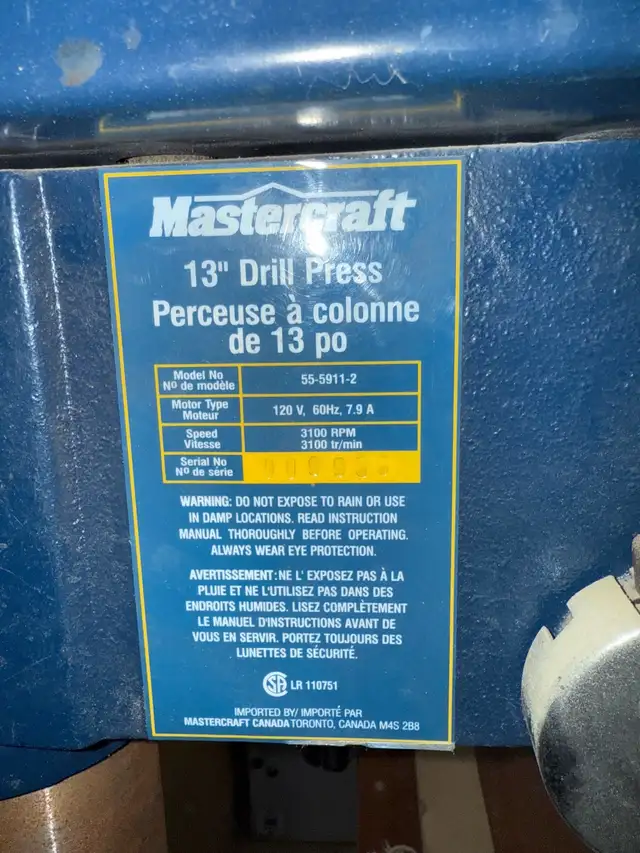 Mastercraft
13" Drill Press
Perceuse à colonne
de 13 po
Model No
Nº de modèle
55-5911-2
Motor Type
Moteur
120 V, 60Hz, 7.9 A
Speed
Vitesse
3100 RPM
3100 tr/min
Serial No
Nº de série
WARNING: DO NOT EXPOSE TO RAIN OR USE
IN DAMP LOCATIONS. READ INSTRUCTION
MANUAL THOROUGHLY BEFORE OPERATING.
ALWAYS WEAR EYE PROTECTION.
AVERTISSEMENT:NE L' EXPOSEZ PAS À LA
PLUIE ET NE L'UTILISEZ PAS DANS DES
ENDROITS HUMIDES. LISEZ COMPLÈTEMENT
LE MANUEL D'INSTRUCTIONS AVANT DE
VOUS EN SERVIR. PORTEZ TOUJOURS DES
LUNETTES DE SÉCURITÉ.
LR 110751
IMPORTED BY/ IMPORTÉ PAR
MASTERCRAFT CANADA TORONTO, CANADA M4S 2B8